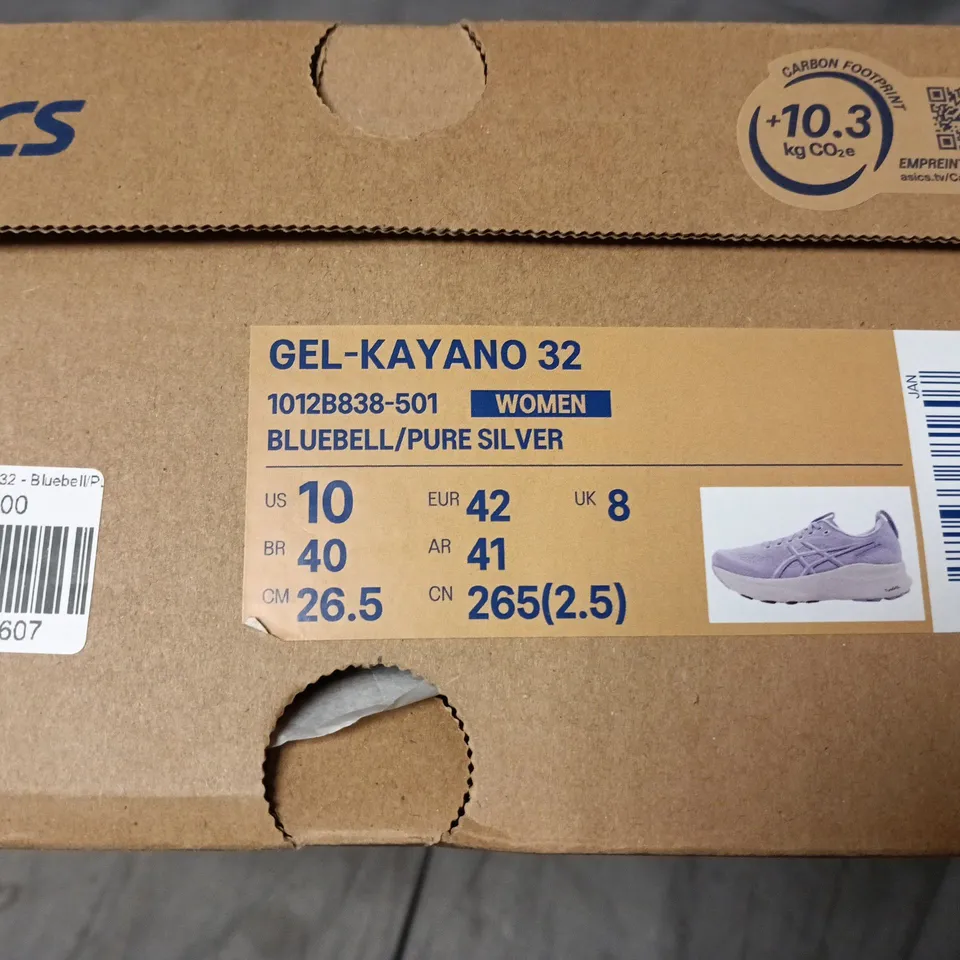 CARBON FOOTPRINT
+10.3
kg CO₂e
asics.tv/C
GEL-KAYANO 32
1012B838-501 WOMEN
BLUEBELL/PURE SILVER
US 10 EUR 42 UK 8
BR 40 AR 41
CM 26.5 CN 265(2.5)
JAN
32 - Bluebell/P.
00
607